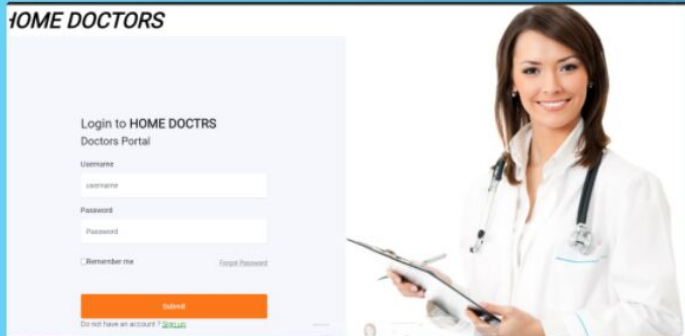 HOME DOCTORS
Login to HOME DOCTRS
Doctors Portal
Username
username
Password
Password
Remember me
Forgot Password
Submit
Do not have an account ? Sign up